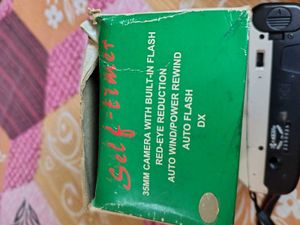 Self-timer
35MM CAMERA WITH BUILT-IN FLASH
RED-EYE REDUCTION
AUTO WIND/POWER REWIND
AUTO FLASH
DX